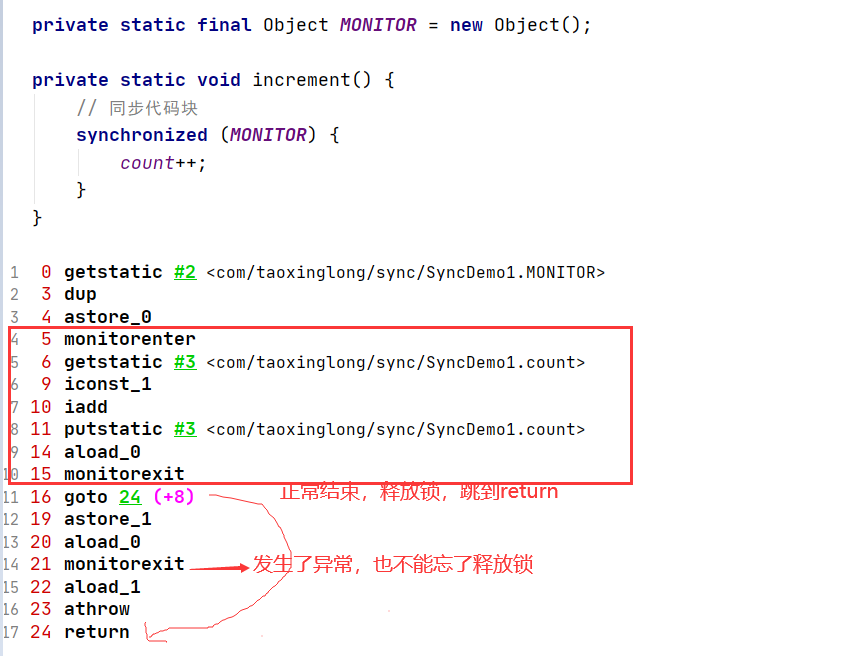 private static final Object MONITOR = new Object();
private static void increment() {
// 同步代码块
synchronized (MONITOR) {
count++;
}
}
1 0 getstatic #2 <com/taoxinglong/sync/SyncDemo1.MONITOR>
2 3 dup
3 4 astore_0
4 5 monitorenter
5 6 getstatic #3 <com/taoxinglong/sync/SyncDemo1.count>
6 9 iconst_1
7 10 iadd
8 11 putstatic #3 <com/taoxinglong/sync/SyncDemo1.count>
9 14 aload_0
10 15 monitorexit
11 16 goto 24 (+8) 正常结束，释放锁，跳到return
12 19 astore_1
13 20 aload_0
14 21 monitorexit 发生了异常，也不能忘了释放锁
15 22 aload_1
16 23 athrow
17 24 return